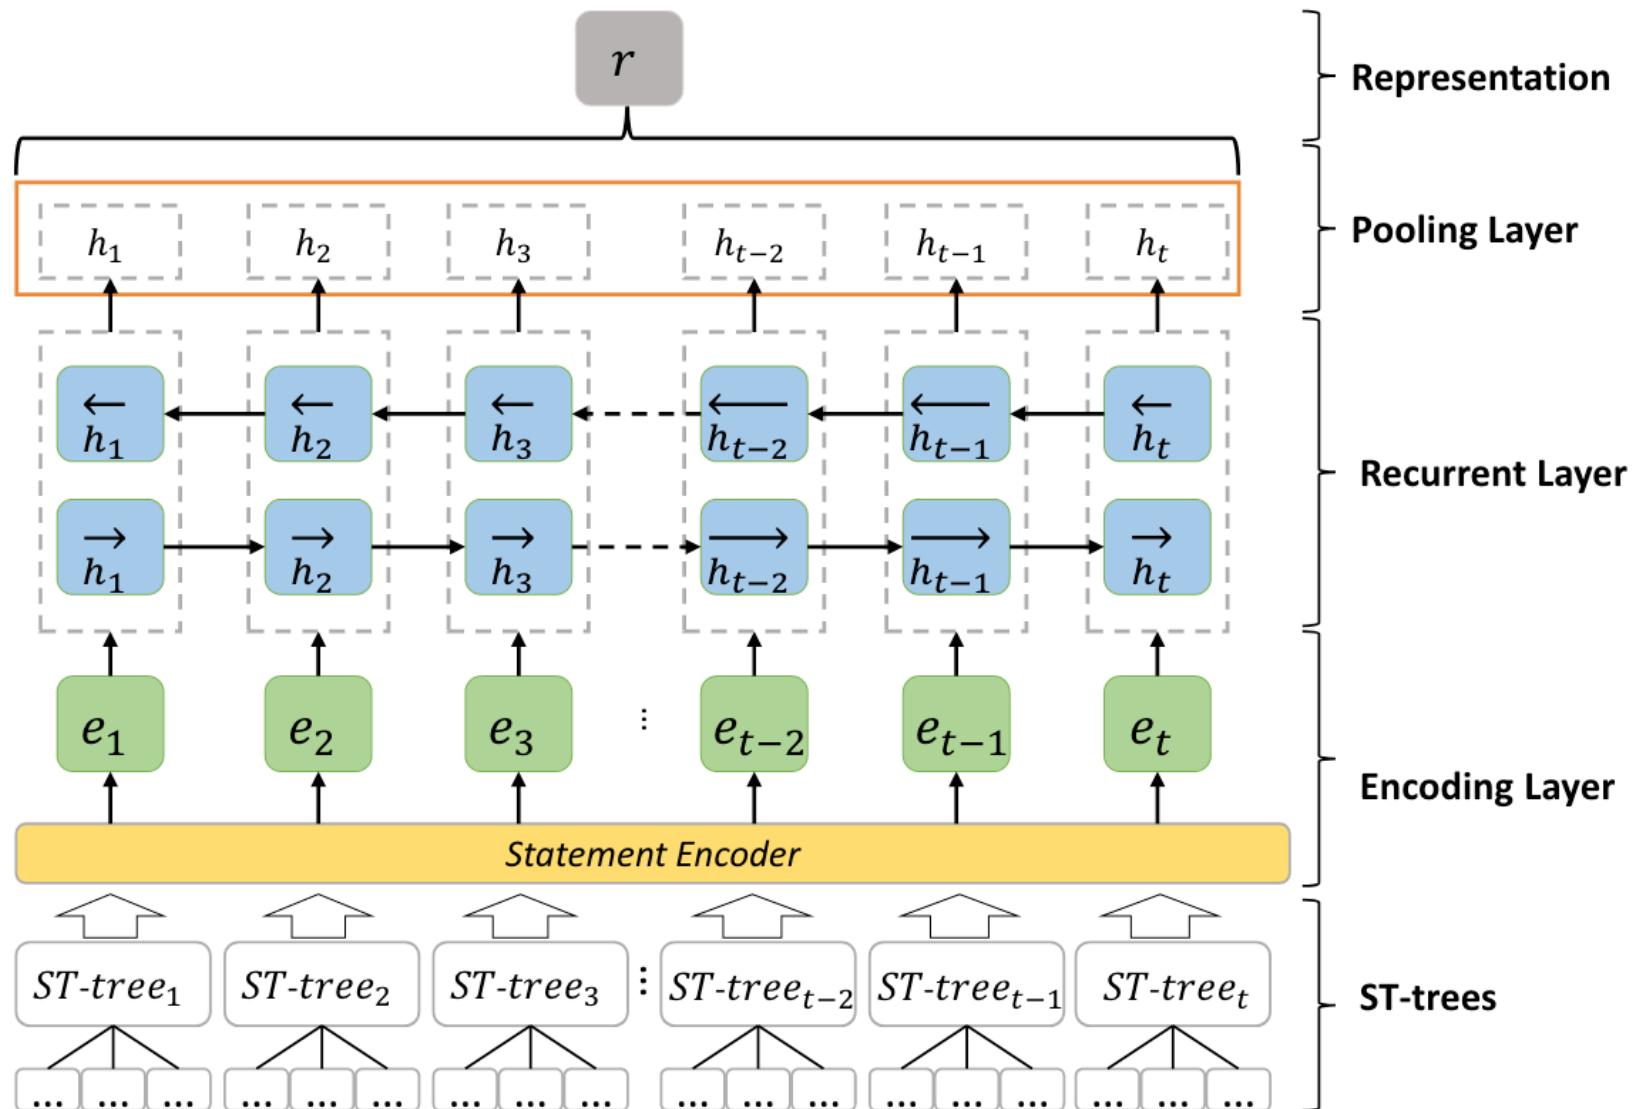 r
Representation
h₁ h₂ h₃ hₜ₋₂ hₜ₋₁ hₜ
Pooling Layer
← ← ← ← ← ←
h₁ h₂ h₃ hₜ₋₂ hₜ₋₁ hₜ
Recurrent Layer
→ → → → → →
h₁ h₂ h₃ hₜ₋₂ hₜ₋₁ hₜ
e₁ e₂ e₃ ⋮ eₜ₋₂ eₜ₋₁ eₜ
Encoding Layer
Statement Encoder
ST-tree₁ ST-tree₂ ST-tree₃ ⋮ ST-treeₜ₋₂ ST-treeₜ₋₁ ST-treeₜ
ST-trees
... ... ... ... ... ... ... ... ... ... ... ... ... ... ... ... ... ...